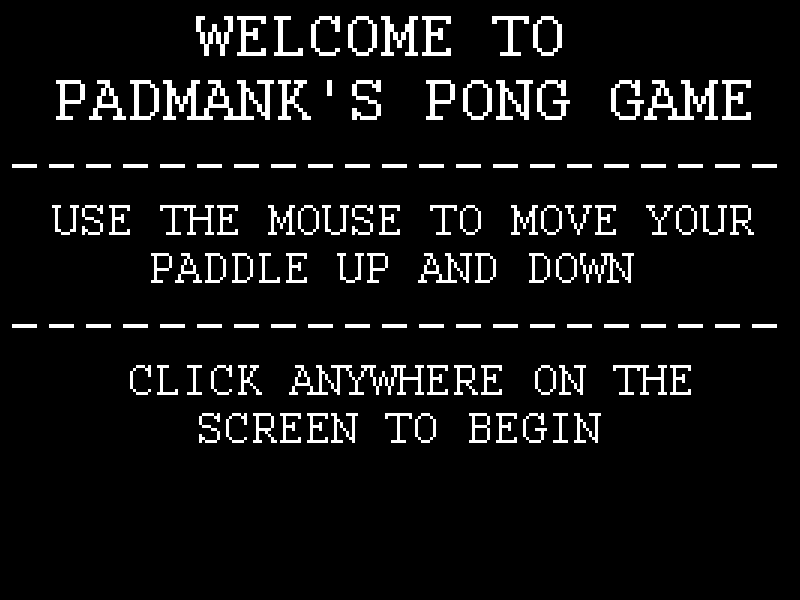 WELCOME TO
PADMANK'S PONG GAME
---------------------
USE THE MOUSE TO MOVE YOUR
PADDLE UP AND DOWN
---------------------
CLICK ANYWHERE ON THE
SCREEN TO BEGIN